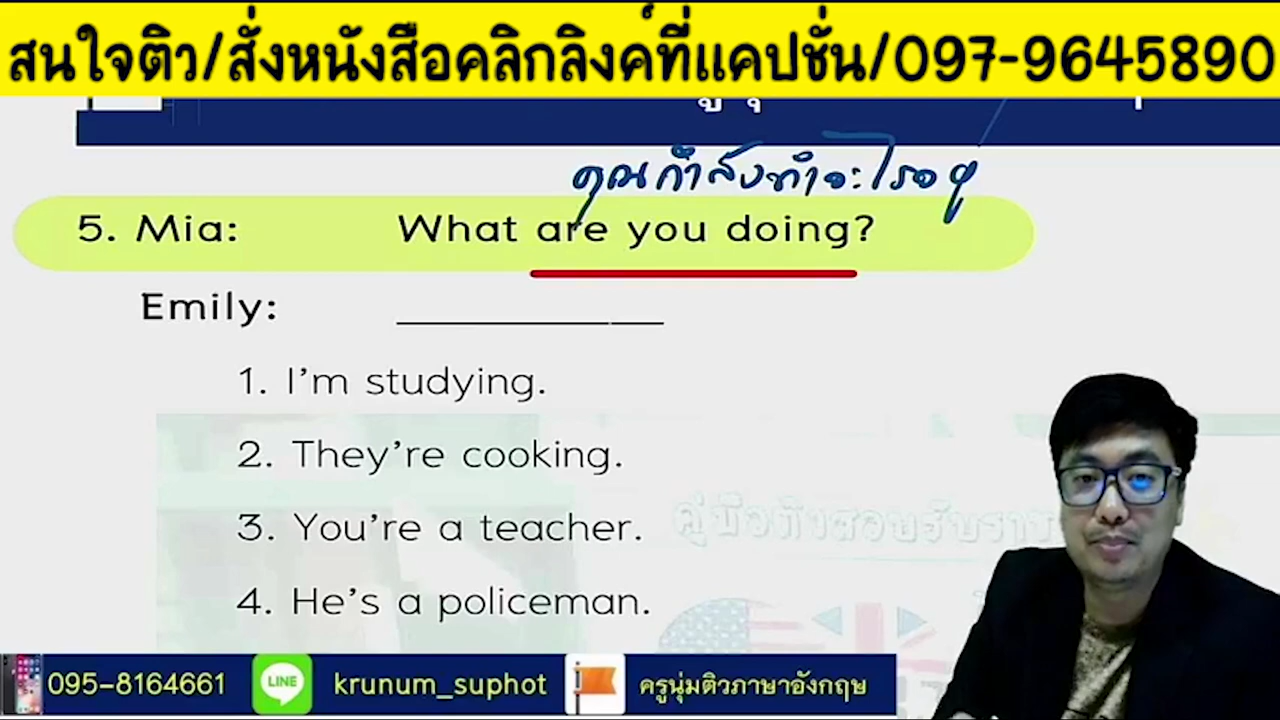 สนใจติว/สั่งหนังสือคลิกลิงค์ที่แคปชั่น/097-9645890
คุณกำลังทำอะไรอยู่
5. Mia: What are you doing?
Emily: ____________
1. I'm studying.
2. They're cooking.
3. You're a teacher.
4. He's a policeman.
095-8164661 LINE krunum_suphot ครูนุ่มติวภาษาอังกฤษ